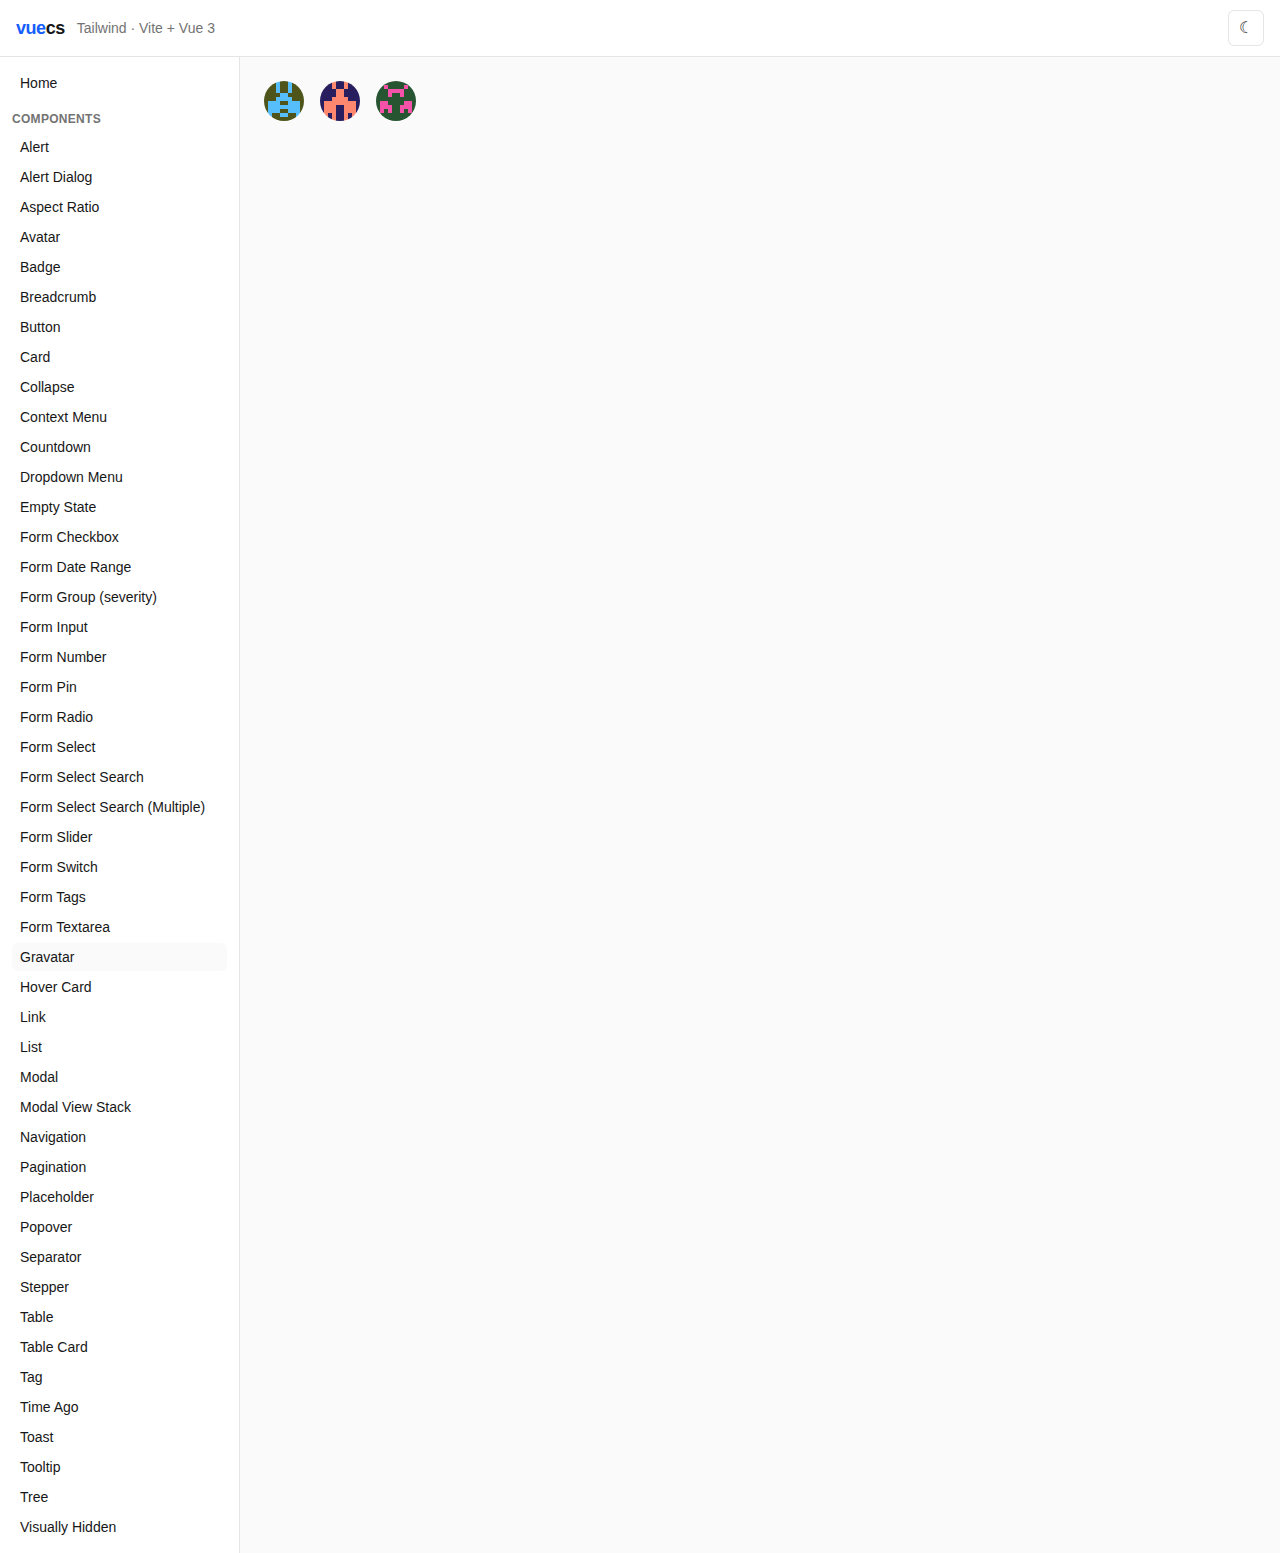 vuecs Tailwind · Vite + Vue 3
Home
COMPONENTS
Alert
Alert Dialog
Aspect Ratio
Avatar
Badge
Breadcrumb
Button
Card
Collapse
Context Menu
Countdown
Dropdown Menu
Empty State
Form Checkbox
Form Date Range
Form Group (severity)
Form Input
Form Number
Form Pin
Form Radio
Form Select
Form Select Search
Form Select Search (Multiple)
Form Slider
Form Switch
Form Tags
Form Textarea
Gravatar
Hover Card
Link
List
Modal
Modal View Stack
Navigation
Pagination
Placeholder
Popover
Separator
Stepper
Table
Table Card
Tag
Time Ago
Toast
Tooltip
Tree
Visually Hidden